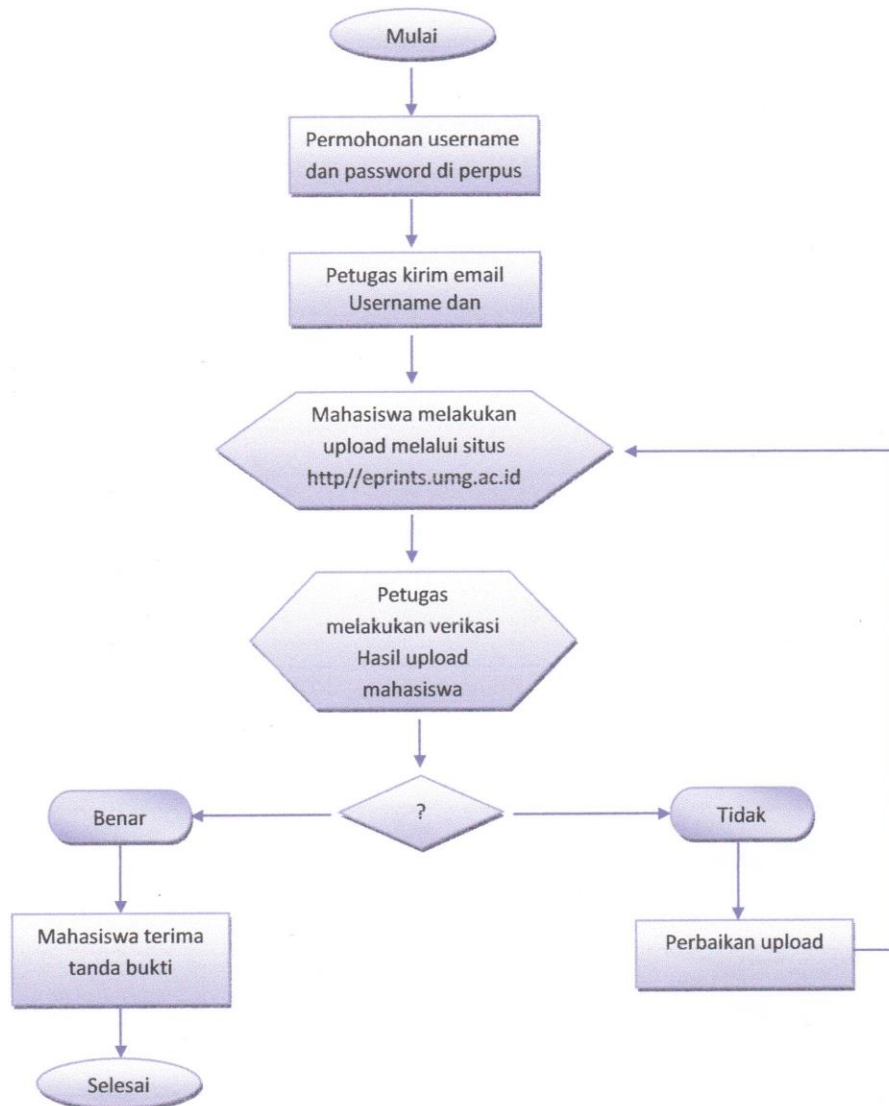 Mulai
Permohonan username
dan password di perpus
Petugas kirim email
Username dan
Mahasiswa melakukan
upload melalui situs
http//eprints.umg.ac.id
Petugas
melakukan verikasi
Hasil upload
mahasiswa
?
Benar
Tidak
Mahasiswa terima
tanda bukti
Perbaikan upload
Selesai